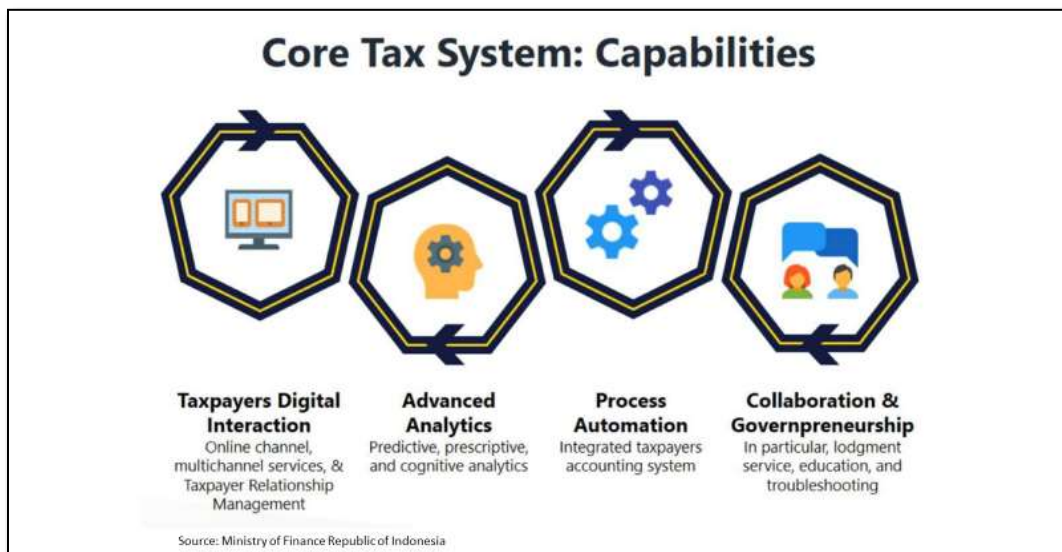 Core Tax System: Capabilities
Taxpayers Digital
Interaction
Online channel,
multichannel services, &
Taxpayer Relationship
Management
Advanced
Analytics
Predictive, prescriptive,
and cognitive analytics
Process
Automation
Integrated taxpayers
accounting system
Collaboration &
Governpreneurship
In particular, lodgment
service, education, and
troubleshooting
Source: Ministry of Finance Republic of Indonesia